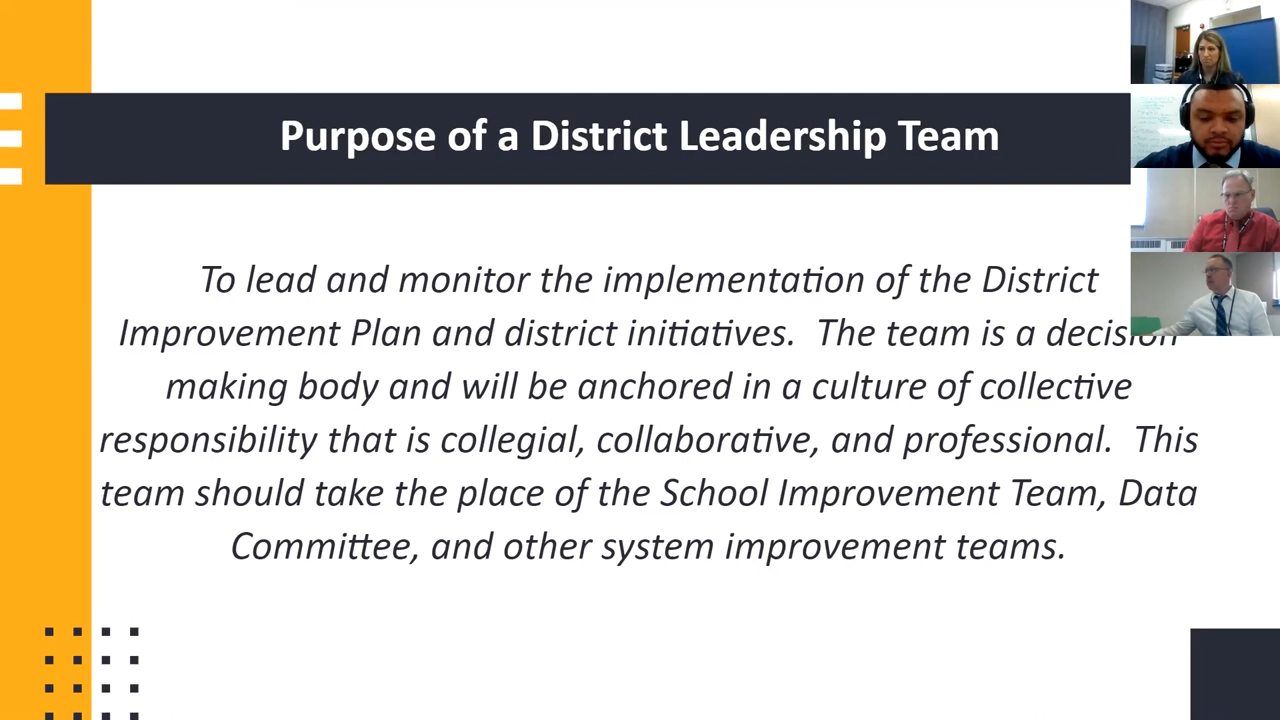 Purpose of a District Leadership Team
To lead and monitor the implementation of the District
Improvement Plan and district initiatives. The team is a decision
making body and will be anchored in a culture of collective
responsibility that is collegial, collaborative, and professional. This
team should take the place of the School Improvement Team, Data
Committee, and other system improvement teams.